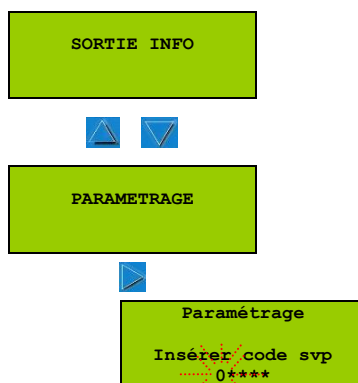 SORTIE INFO
PARAMETRAGE
Paramétrage
Insérer code svp
0****